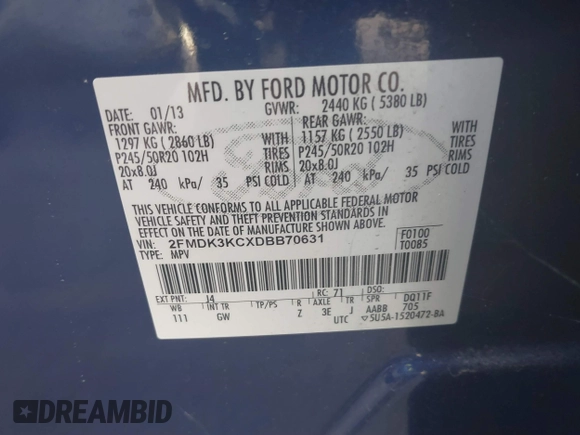 MFD. BY FORD MOTOR CO.
DATE: 01/13 GVWR: 2440 KG ( 5380 LB)
FRONT GAWR: REAR GAWR:
1297 KG ( 2860 LB) 1157 KG ( 2550 LB)
P245/50R20 102H TIRES P245/50R20 102H TIRES
20x8.0J RIMS 20x8.0J RIMS
AT 240 kPa/ 35 PSI COLD AT 240 kPa/ 35 PSI COLD
THIS VEHICLE CONFORMS TO ALL APPLICABLE FEDERAL MOTOR
VEHICLE SAFETY AND BUMPER AND THEFT PREVENTION STANDARDS IN
EFFECT ON THE DATE OF MANUFACTURE SHOWN ABOVE.
VIN: 2FMDK3KCXDBB70631 F0100
TYPE: MPV T0085
EXT PNT: J4 RC: 71 DSO:
WB INT TR TP/PS R AXLE TR SPR DQ11F
111 GW Z 3E J AABB 705
UTC 5U5A-1520472-BA
Ford
DREAMBID